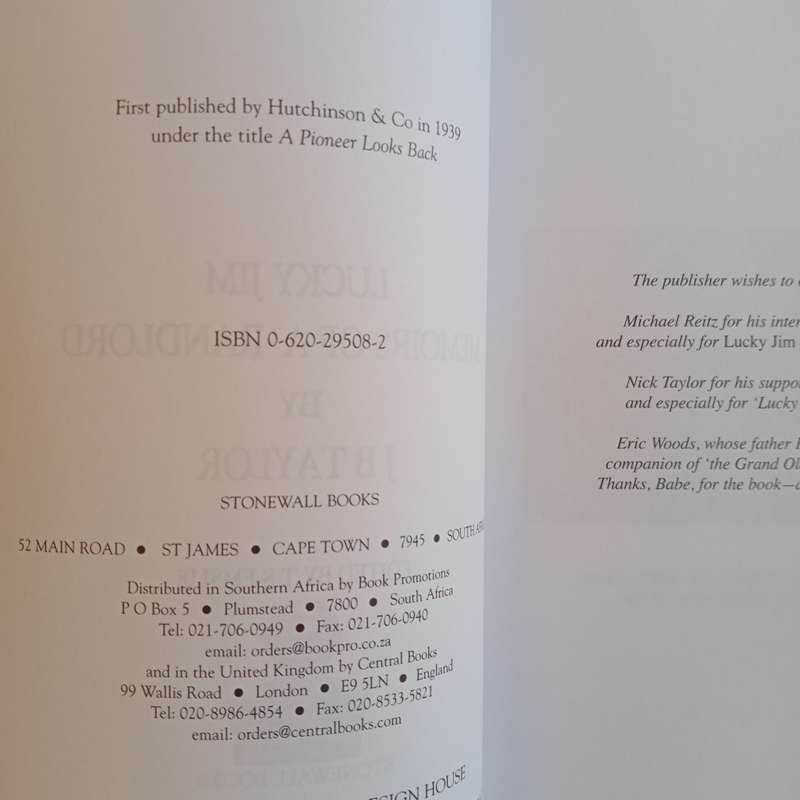 First published by Hutchinson & Co in 1939
under the title A Pioneer Looks Back
LUCKY JIM
ISBN 0-620-29508-2
BY
J B TAYLOR
STONEWALL BOOKS
52 MAIN ROAD ● ST JAMES ● CAPE TOWN ● 7945 ● SOUTH
Distributed in Southern Africa by Book Promotions
P O Box 5 ● Plumstead ● 7800 ● South Africa
Tel: 021-706-0949 ● Fax: 021-706-0940
email: orders@bookpro.co.za
and in the United Kingdom by Central Books
99 Wallis Road ● London ● E9 5LN ● England
Tel: 020-8986-4854 ● Fax: 020-8533-5821
email: orders@centralbooks.com
HOUSE
The publisher wishes to
Michael Reitz for his
and especially for Lucky Jim
Nick Taylor for his
and especially for 'Lucky
Eric Woods, whose father
companion of 'the Grand
Thanks, Babe, for the book—